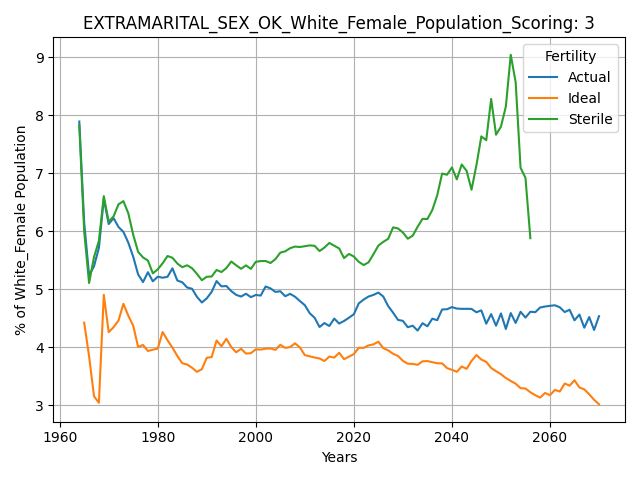 EXTRAMARITAL_SEX_OK_White_Female_Population_Scoring: 3
% of White_Female Population
9
8
7
6
5
4
3
Fertility
Actual
Ideal
Sterile
1960 1980 2000 2020 2040 2060
Years